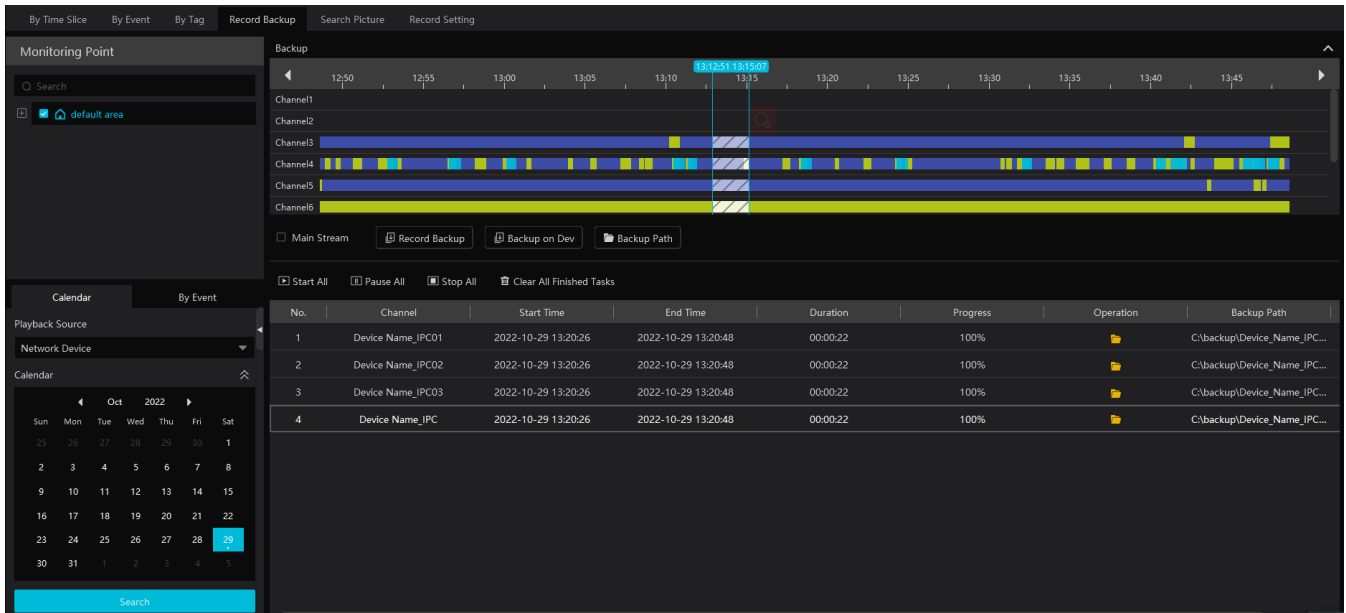 By Time Slice By Event By Tag Record Backup Search Picture Record Setting
Monitoring Point
Search
default area
Backup
13:12:51 13:15:07
12:50 12:55 13:00 13:05 13:10 13:15 13:20 13:25 13:30 13:35 13:40 13:45
Channel1
Channel2
Channel3
Channel4
Channel5
Channel6
Main Stream Record Backup Backup on Dev Backup Path
Start All Pause All Stop All Clear All Finished Tasks
No. Channel Start Time End Time Duration Progress Operation Backup Path
1 Device Name_IPC01 2022-10-29 13:20:26 2022-10-29 13:20:48 00:00:22 100% C:\backup\Device_Name_IPC...
2 Device Name_IPC02 2022-10-29 13:20:26 2022-10-29 13:20:48 00:00:22 100% C:\backup\Device_Name_IPC...
3 Device Name_IPC03 2022-10-29 13:20:26 2022-10-29 13:20:48 00:00:22 100% C:\backup\Device_Name_IPC...
4 Device Name_IPC 2022-10-29 13:20:26 2022-10-29 13:20:48 00:00:22 100% C:\backup\Device_Name_IPC...
Calendar By Event
Playback Source
Network Device
Calendar
Oct 2022
Sun Mon Tue Wed Thu Fri Sat
25 26 27 28 29 30 1
2 3 4 5 6 7 8
9 10 11 12 13 14 15
16 17 18 19 20 21 22
23 24 25 26 27 28 29
30 31 1 2 3 4 5
Search